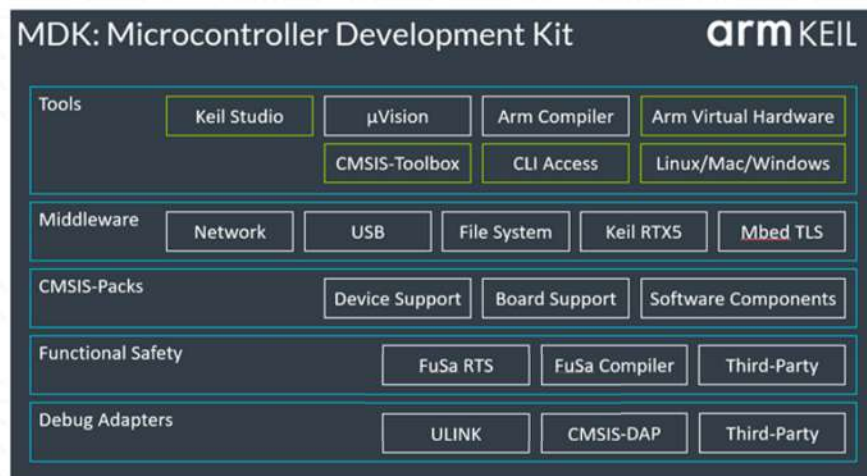 MDK: Microcontroller Development Kit
arm KEIL
Tools
Keil Studio
µVision
Arm Compiler
Arm Virtual Hardware
CMSIS-Toolbox
CLI Access
Linux/Mac/Windows
Middleware
Network
USB
File System
Keil RTX5
Mbed TLS
CMSIS-Packs
Device Support
Board Support
Software Components
Functional Safety
FuSa RTS
FuSa Compiler
Third-Party
Debug Adapters
ULINK
CMSIS-DAP
Third-Party